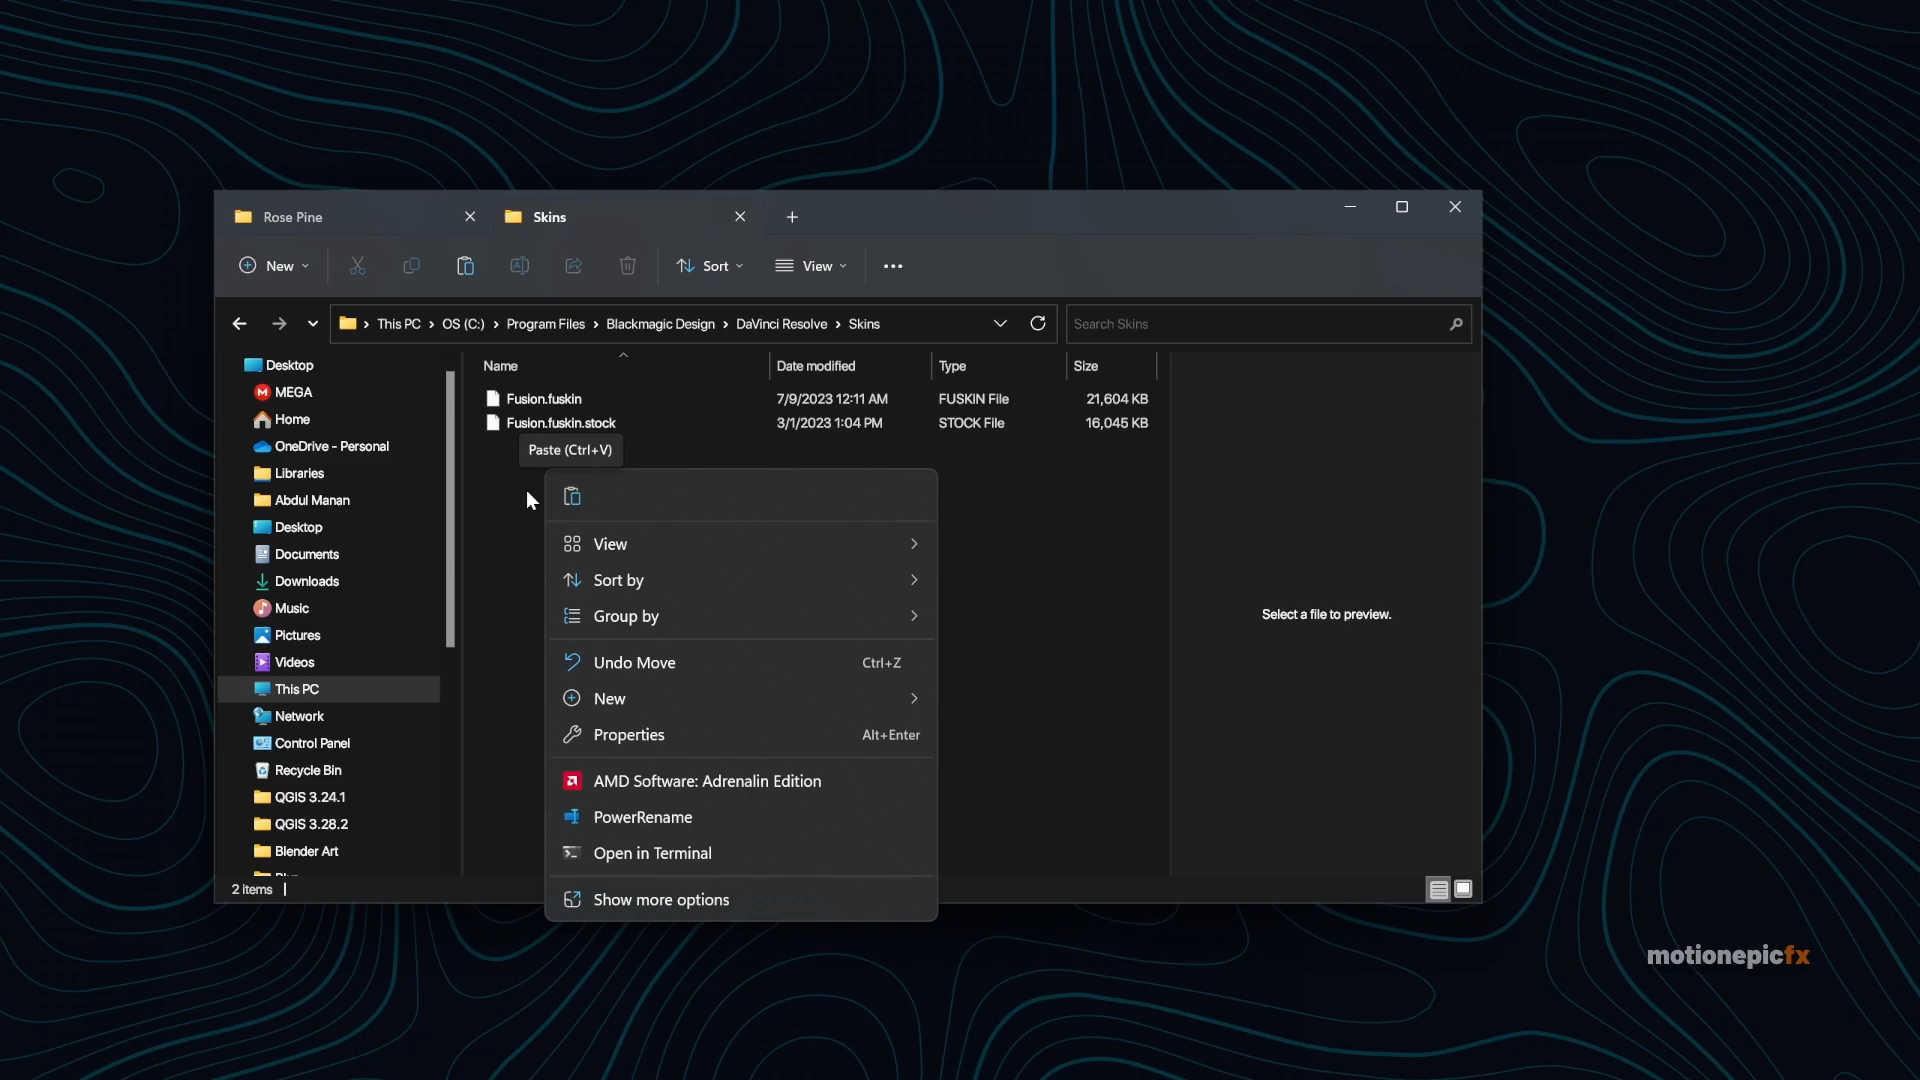 Rose Pine
Skins
New
Sort
View
This PC > OS (C:) > Program Files > Blackmagic Design > DaVinci Resolve > Skins
Search Skins
Name Date modified Type Size
Fusion.fuskin 7/9/2023 12:11 AM FUSKIN File 21,604 KB
Fusion.fuskin.stock 3/1/2023 1:04 PM STOCK File 16,045 KB
Paste (Ctrl+V)
Desktop
MEGA
Home
OneDrive - Personal
Libraries
Abdul Manan
Desktop
Documents
Downloads
Music
Pictures
Videos
This PC
Network
Control Panel
Recycle Bin
QGIS 3.24.1
QGIS 3.28.2
Blender Art
View
Sort by
Group by
Undo Move Ctrl+Z
New
Properties Alt+Enter
AMD Software: Adrenalin Edition
PowerRename
Open in Terminal
Show more options
Select a file to preview.
2 items
motionepicfx